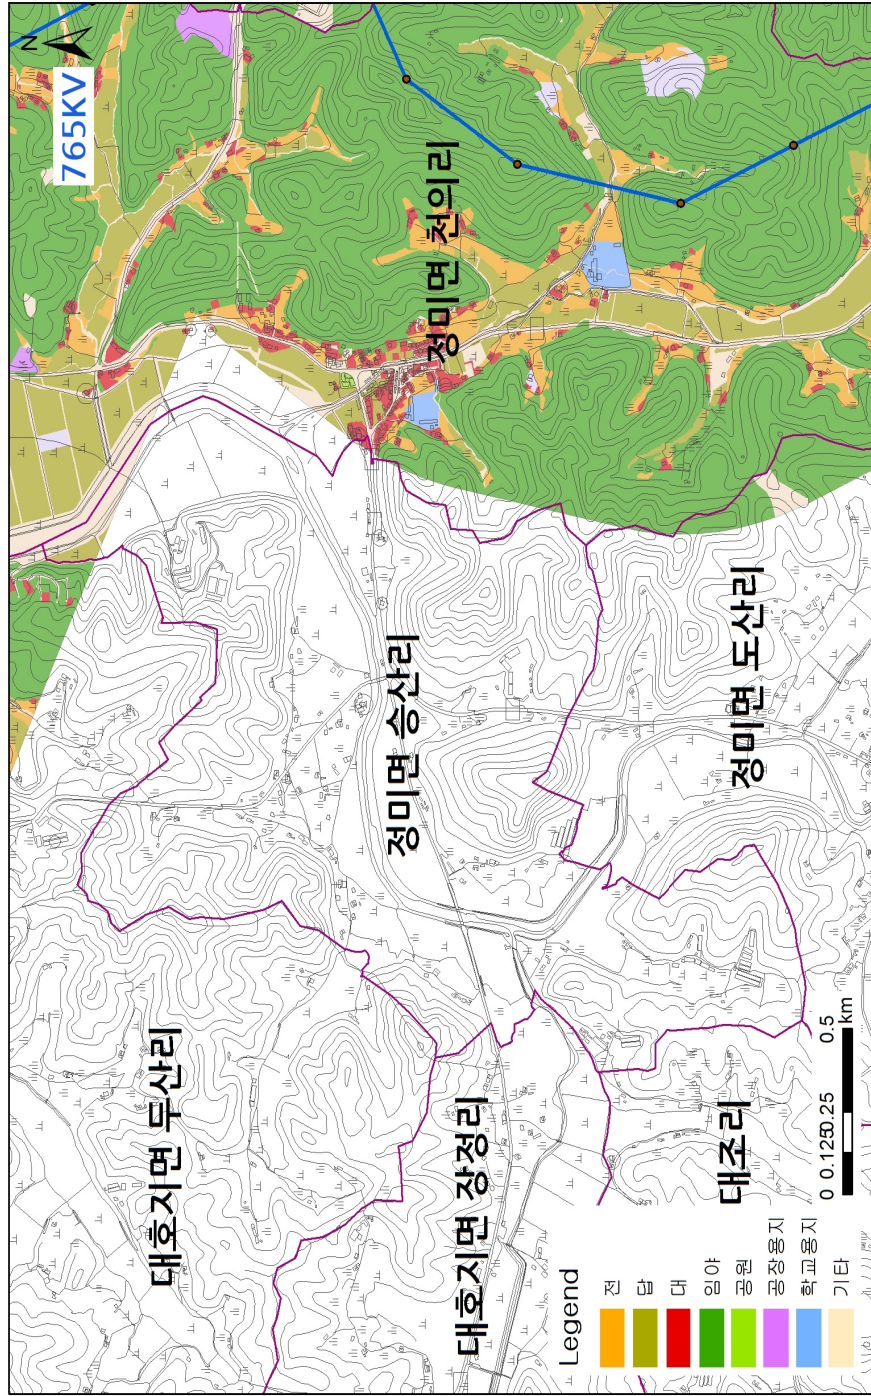 N
765KV
정미면 천의리
정미면 승산리
정미면 도산리
대호지면 두산리
대호지면 장정리
대조리
Legend
전
답
대
임야
공원
공장용지
학교용지
기타
0 0.1250.25 0.5
km